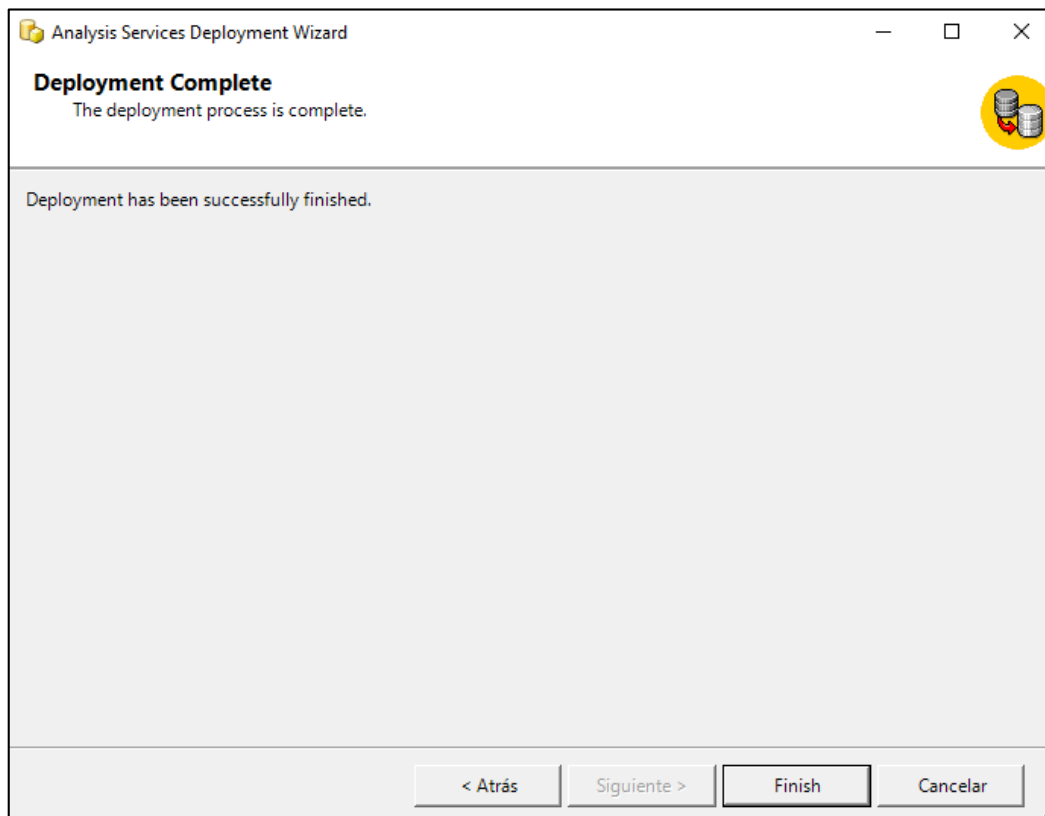 Analysis Services Deployment Wizard
Deployment Complete
The deployment process is complete.
Deployment has been successfully finished.
< Atrás
Siguiente >
Finish
Cancelar